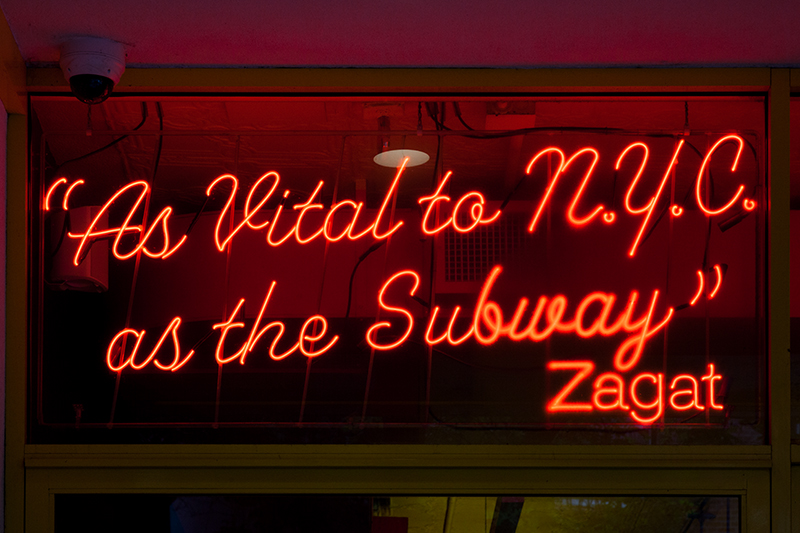 “As Vital to N.Y.C.
as the Subway”
Zagat